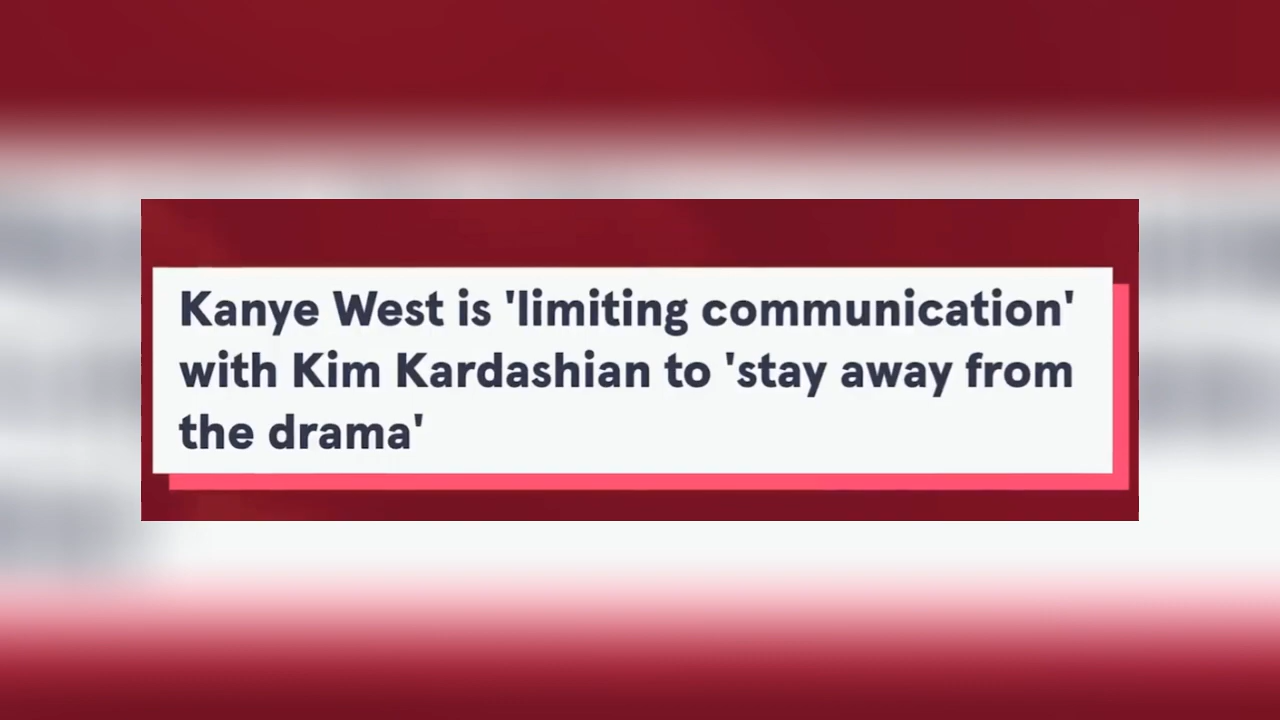 Kanye West is 'limiting communication'
with Kim Kardashian to 'stay away from
the drama'